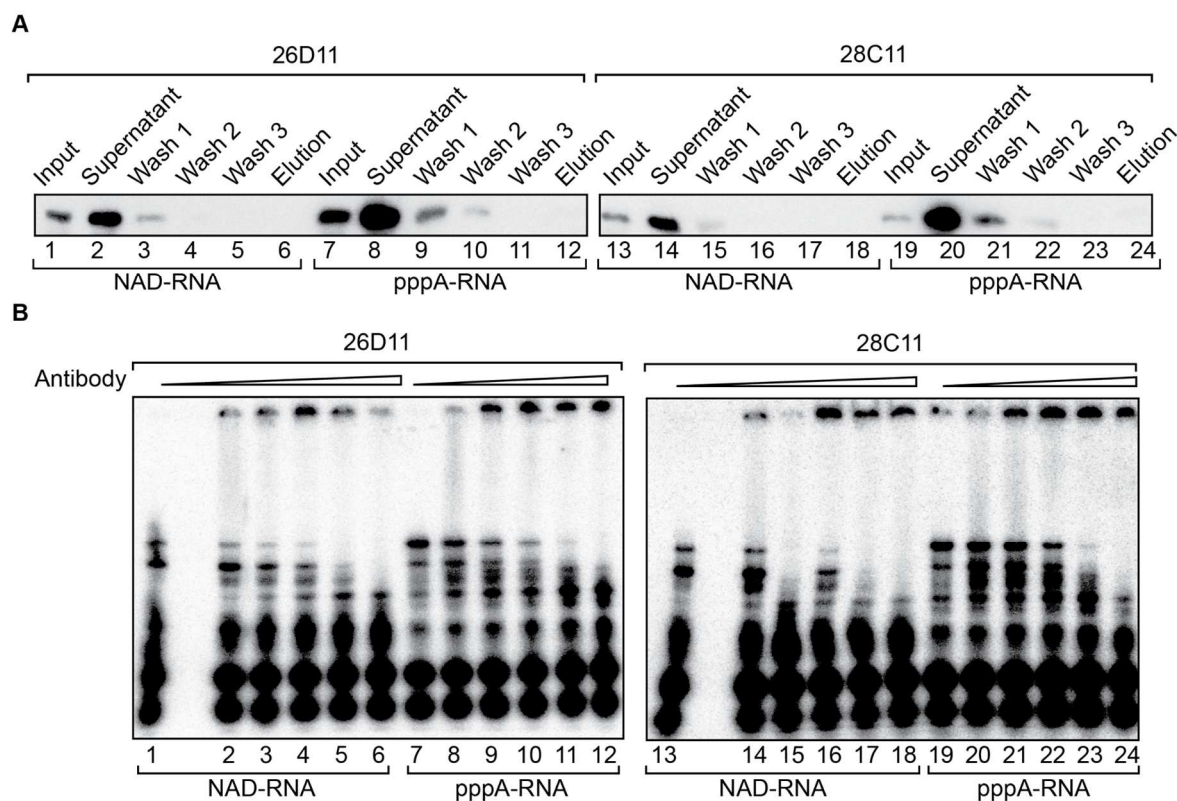 A
26D11 28C11
Input Supernatant Wash 1 Wash 2 Wash 3 Elution Input Supernatant Wash 1 Wash 2 Wash 3 Elution Input Supernatant Wash 1 Wash 2 Wash 3 Elution Input Supernatant Wash 1 Wash 2 Wash 3 Elution
1 2 3 4 5 6 7 8 9 10 11 12 13 14 15 16 17 18 19 20 21 22 23 24
NAD-RNA pppA-RNA NAD-RNA pppA-RNA
B
26D11 28C11
Antibody
1 2 3 4 5 6 7 8 9 10 11 12 13 14 15 16 17 18 19 20 21 22 23 24
NAD-RNA pppA-RNA NAD-RNA pppA-RNA